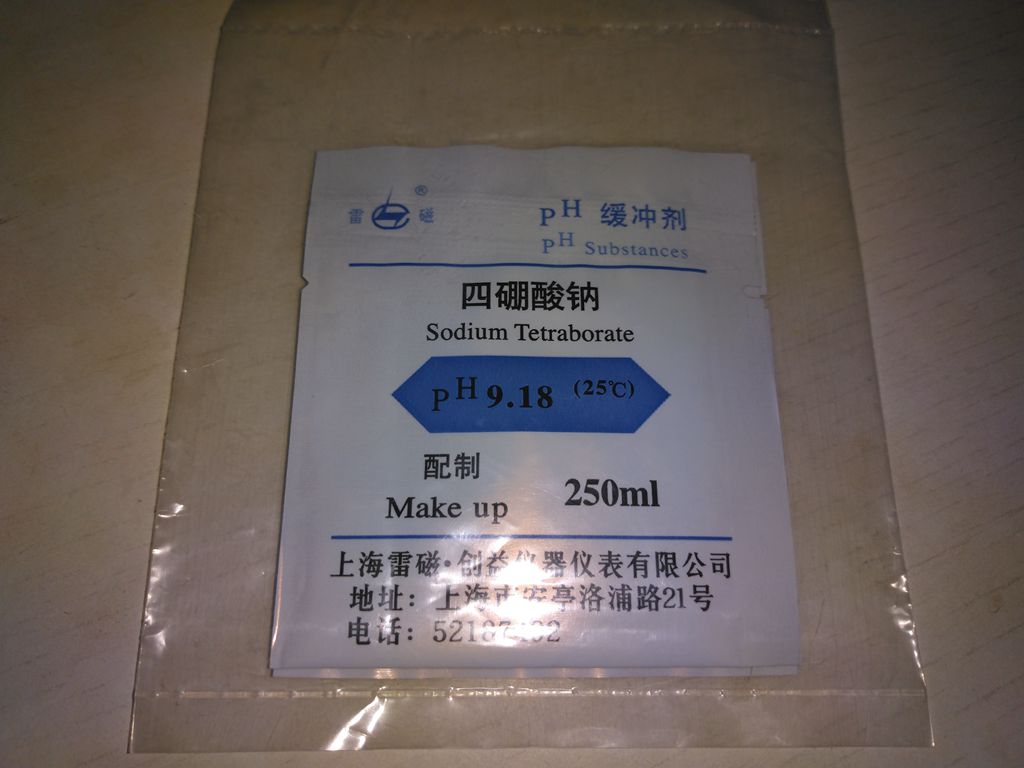 雷 磁 ®
PH 缓冲剂
PH Substances
四硼酸钠
Sodium Tetraborate
PH 9.18 (25℃)
配制
Make up 250ml
上海雷磁·创益仪器仪表有限公司
地址：上海市安亭洛浦路21号
电话：